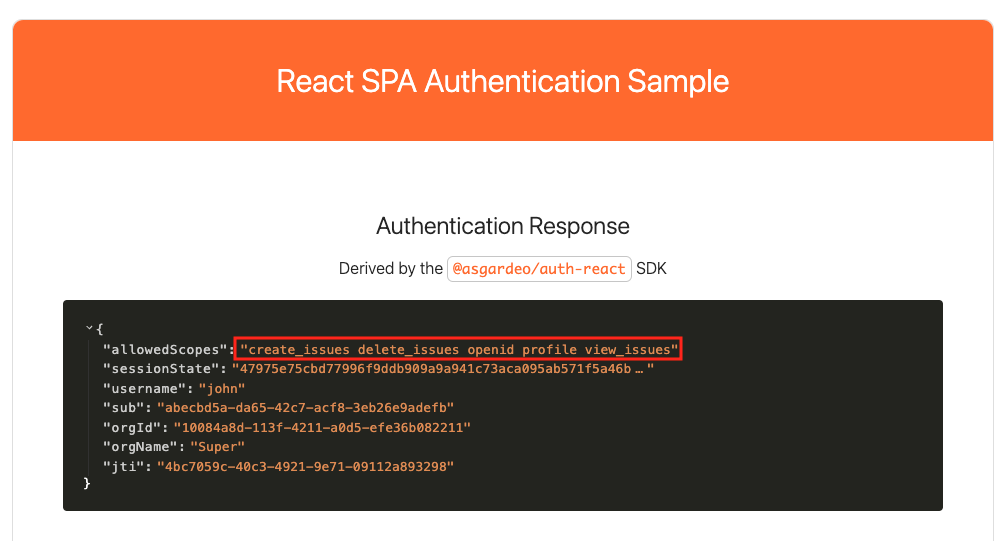 React SPA Authentication Sample
Authentication Response
Derived by the @asgardeo/auth-react SDK
{
"allowedScopes": "create_issues delete_issues openid profile view_issues"
"sessionState": "47975e75cbd77996f9ddb909a9a941c73aca095ab571f5a46b…"
"username": "john"
"sub": "abecbd5a-da65-42c7-acf8-3eb26e9adefb"
"orgId": "10084a8d-113f-4211-a0d5-efe36b082211"
"orgName": "Super"
"jti": "4bc7059c-40c3-4921-9e71-09112a893298"
}